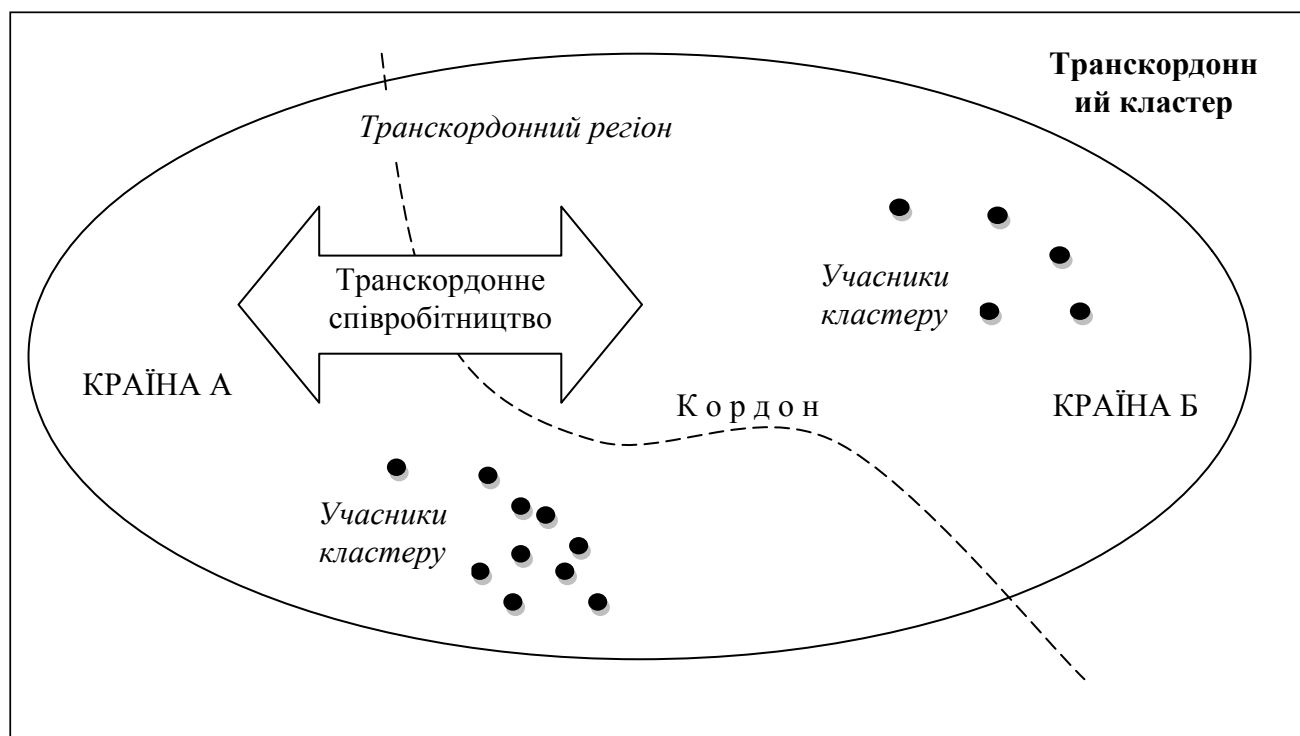 Транскордонн
ий кластер
Транскордонний регіон
Учасники
кластеру
Транскордонне
співробітництво
КРАЇНА А
К о р д о н
КРАЇНА Б
Учасники
кластеру